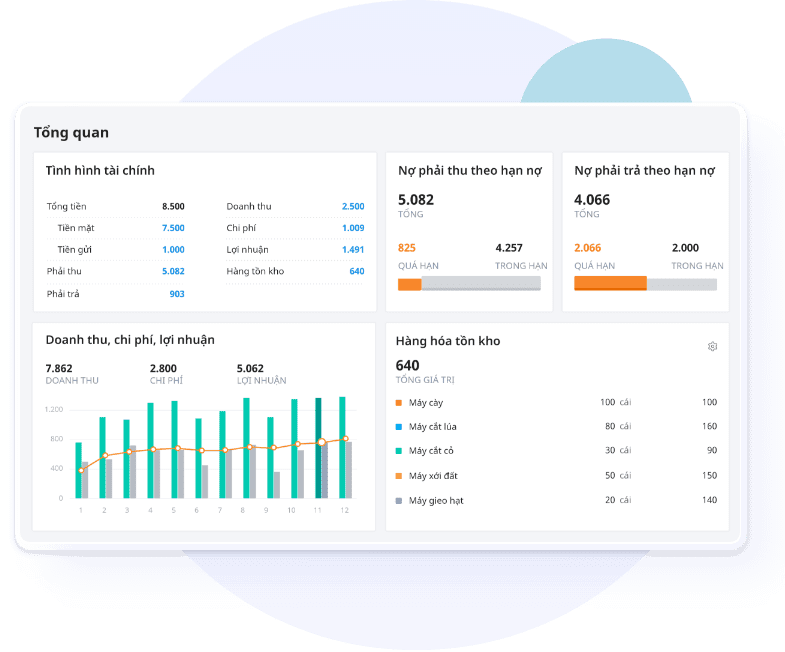 Tổng quan
Tình hình tài chính
Tổng tiền 8.500
Tiền mặt 7.500
Tiền gửi 1.000
Phải thu 5.082
Phải trả 903
Doanh thu 2.500
Chi phí 1.009
Lợi nhuận 1.491
Hàng tồn kho 640
Nợ phải thu theo hạn nợ
5.082
TỔNG
825 4.257
QUÁ HẠN TRONG HẠN
Nợ phải trả theo hạn nợ
4.066
TỔNG
2.066 2.000
QUÁ HẠN TRONG HẠN
Doanh thu, chi phí, lợi nhuận
7.862 2.800 5.062
DOANH THU CHI PHÍ LỢI NHUẬN
1,200
800
400
0
1 2 3 4 5 6 7 8 9 10 11 12
Hàng hóa tồn kho
640
TỔNG GIÁ TRỊ
Máy cày 100 cái 100
Máy cắt lúa 80 cái 160
Máy cắt cỏ 30 cái 90
Máy xới đất 50 cái 150
Máy gieo hạt 20 cái 140